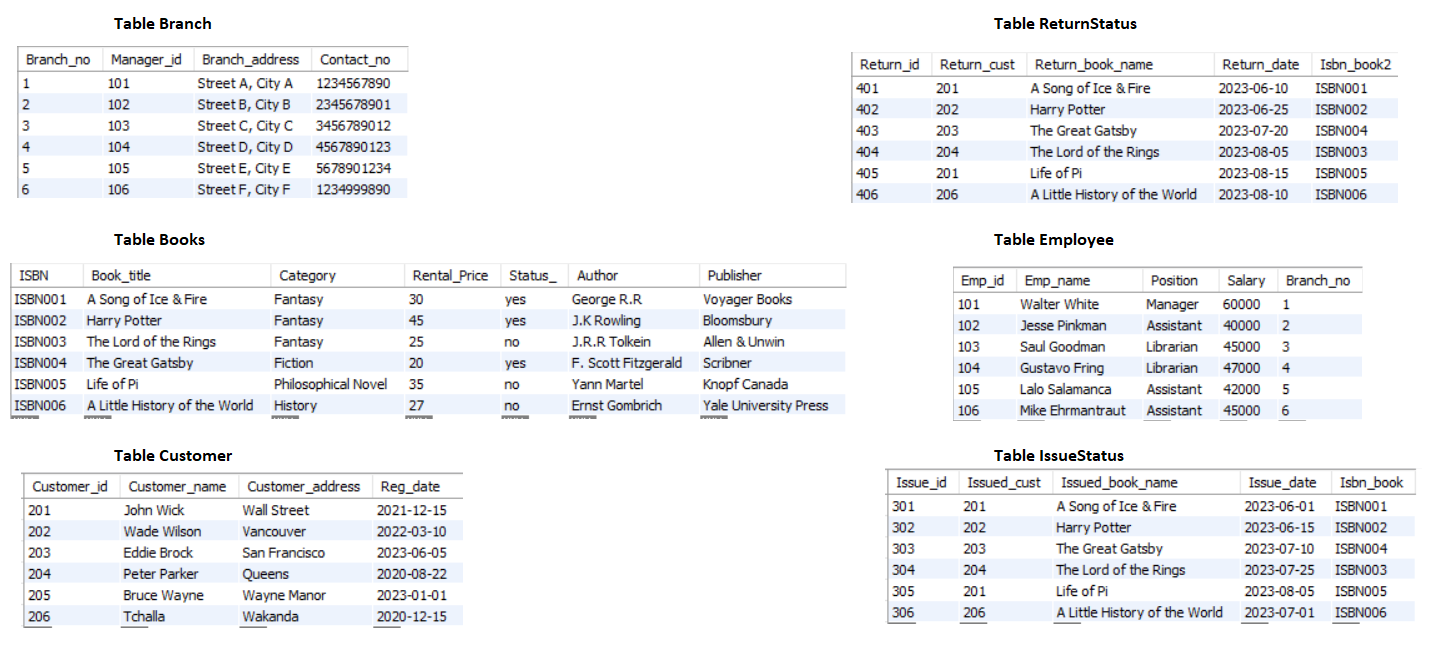 Table Branch
Branch_no Manager_id Branch_address Contact_no
1 101 Street A, City A 1234567890
2 102 Street B, City B 2345678901
3 103 Street C, City C 3456789012
4 104 Street D, City D 4567890123
5 105 Street E, City E 5678901234
6 106 Street F, City F 1234999890
Table ReturnStatus
Return_id Return_cust Return_book_name Return_date Isbn_book2
401 201 A Song of Ice & Fire 2023-06-10 ISBN001
402 202 Harry Potter 2023-06-25 ISBN002
403 203 The Great Gatsby 2023-07-20 ISBN004
404 204 The Lord of the Rings 2023-08-05 ISBN003
405 201 Life of Pi 2023-08-15 ISBN005
406 206 A Little History of the World 2023-08-10 ISBN006
Table Books
ISBN Book_title Category Rental_Price Status_ Author Publisher
ISBN001 A Song of Ice & Fire Fantasy 30 yes George R.R Voyager Books
ISBN002 Harry Potter Fantasy 45 yes J.K Rowling Bloomsbury
ISBN003 The Lord of the Rings Fantasy 25 no J.R.R Tolkein Allen & Unwin
ISBN004 The Great Gatsby Fiction 20 yes F. Scott Fitzgerald Scribner
ISBN005 Life of Pi Philosophical Novel 35 no Yann Martel Knopf Canada
ISBN006 A Little History of the World History 27 no Ernst Gombrich Yale University Press
Table Employee
Emp_id Emp_name Position Salary Branch_no
101 Walter White Manager 60000 1
102 Jesse Pinkman Assistant 40000 2
103 Saul Goodman Librarian 45000 3
104 Gustavo Fring Librarian 47000 4
105 Lalo Salamanca Assistant 42000 5
106 Mike Ehrmantraut Assistant 45000 6
Table Customer
Customer_id Customer_name Customer_address Reg_date
201 John Wick Wall Street 2021-12-15
202 Wade Wilson Vancouver 2022-03-10
203 Eddie Brock San Francisco 2023-06-05
204 Peter Parker Queens 2020-08-22
205 Bruce Wayne Wayne Manor 2023-01-01
206 Tchalla Wakanda 2020-12-15
Table IssueStatus
Issue_id Issued_cust Issued_book_name Issue_date Isbn_book
301 201 A Song of Ice & Fire 2023-06-01 ISBN001
302 202 Harry Potter 2023-06-15 ISBN002
303 203 The Great Gatsby 2023-07-10 ISBN004
304 204 The Lord of the Rings 2023-07-25 ISBN003
305 201 Life of Pi 2023-08-05 ISBN005
306 206 A Little History of the World 2023-07-01 ISBN006